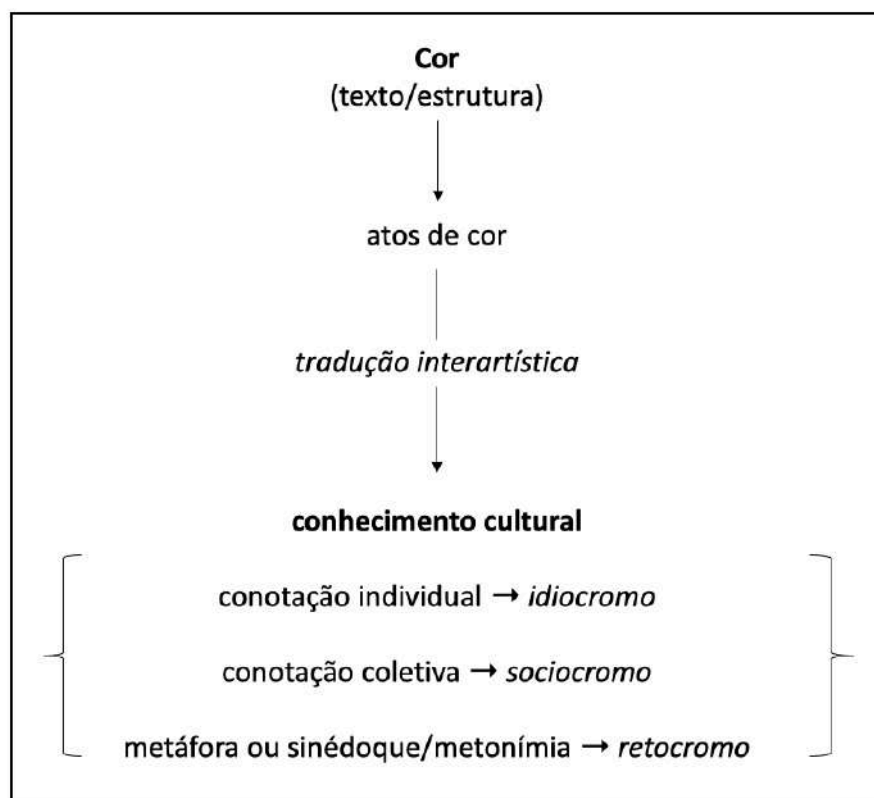 Cor
(texto/estrutura)
atos de cor
tradução interartística
conhecimento cultural
conotação individual → idiocromo
conotação coletiva → sociocromo
metáfora ou sinédoque/metonímia → retocromo